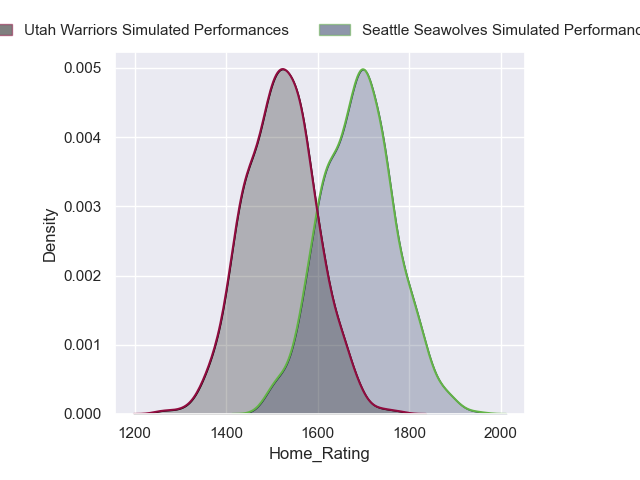 Utah Warriors Simulated Performances
Seattle Seawolves Simulated
0.005
0.004
0.003
0.002
0.001
0.000
Density
1200 1400 1600 1800 2000
Home_Rating